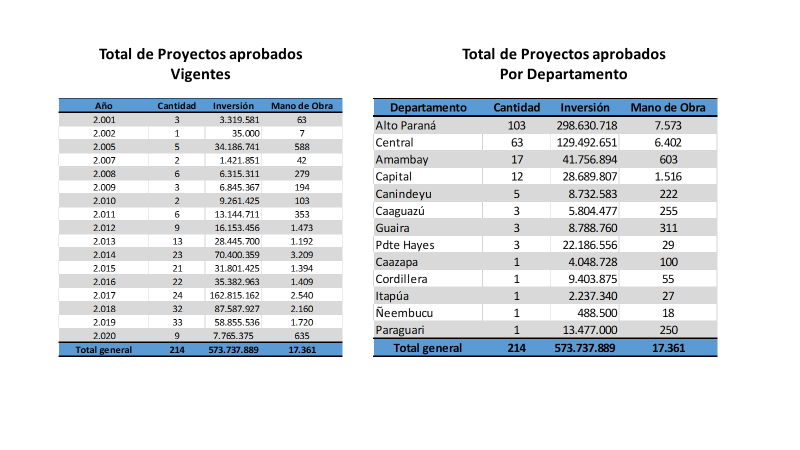 Total de Proyectos aprobados
Vigentes
Año Cantidad Inversión Mano de Obra
2.001 3 3.319.581 63
2.002 1 35.000 7
2.005 5 34.186.741 588
2.007 2 1.421.851 42
2.008 6 6.315.311 279
2.009 3 6.845.367 194
2.010 2 9.261.425 103
2.011 6 13.144.711 353
2.012 9 16.153.456 1.473
2.013 13 28.445.700 1.192
2.014 23 70.400.359 3.209
2.015 21 31.801.425 1.394
2.016 22 35.382.963 1.409
2.017 24 162.815.162 2.540
2.018 32 87.587.927 2.160
2.019 33 58.855.536 1.720
2.020 9 7.765.375 635
Total general 214 573.737.889 17.361
Total de Proyectos aprobados
Por Departamento
Departamento Cantidad Inversión Mano de Obra
Alto Paraná 103 298.630.718 7.573
Central 63 129.492.651 6.402
Amambay 17 41.756.894 603
Capital 12 28.689.807 1.516
Canindeyu 5 8.732.583 222
Caaguazú 3 5.804.477 255
Guaira 3 8.788.760 311
Pdte Hayes 3 22.186.556 29
Caazapa 1 4.048.728 100
Cordillera 1 9.403.875 55
Itapúa 1 2.237.340 27
Ñeembucu 1 488.500 18
Paraguari 1 13.477.000 250
Total general 214 573.737.889 17.361